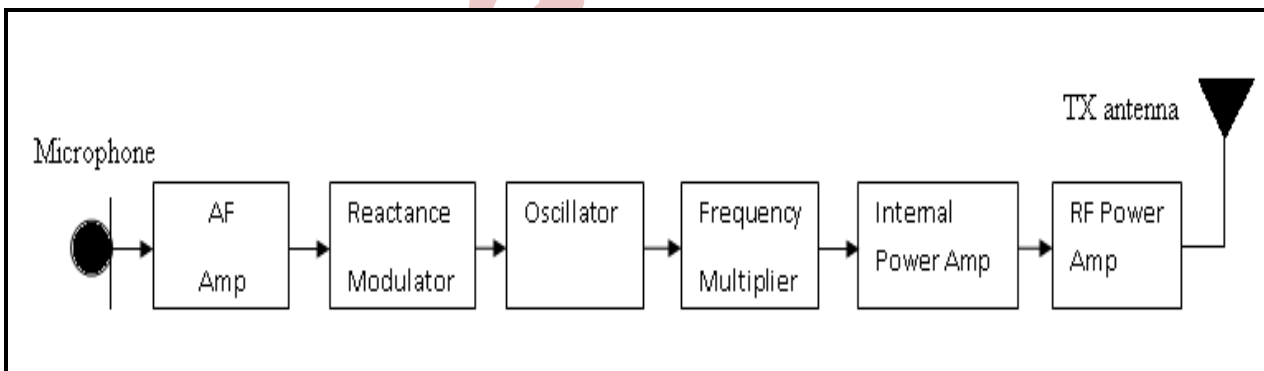 TX antenna
Microphone
AF
Amp
Reactance
Modulator
Oscillator
Frequency
Multiplier
Internal
Power Amp
RF Power
Amp